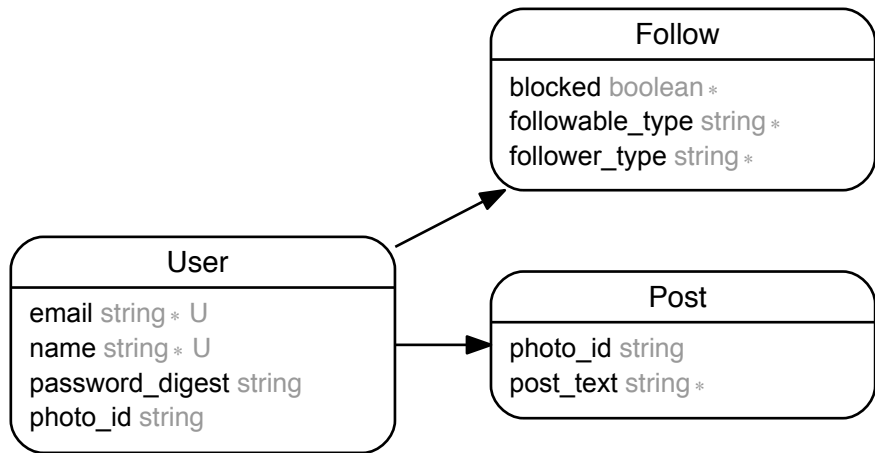 Follow
blocked boolean *
followable_type string *
follower_type string *
User
email string * U
name string * U
password_digest string
photo_id string
Post
photo_id string
post_text string *